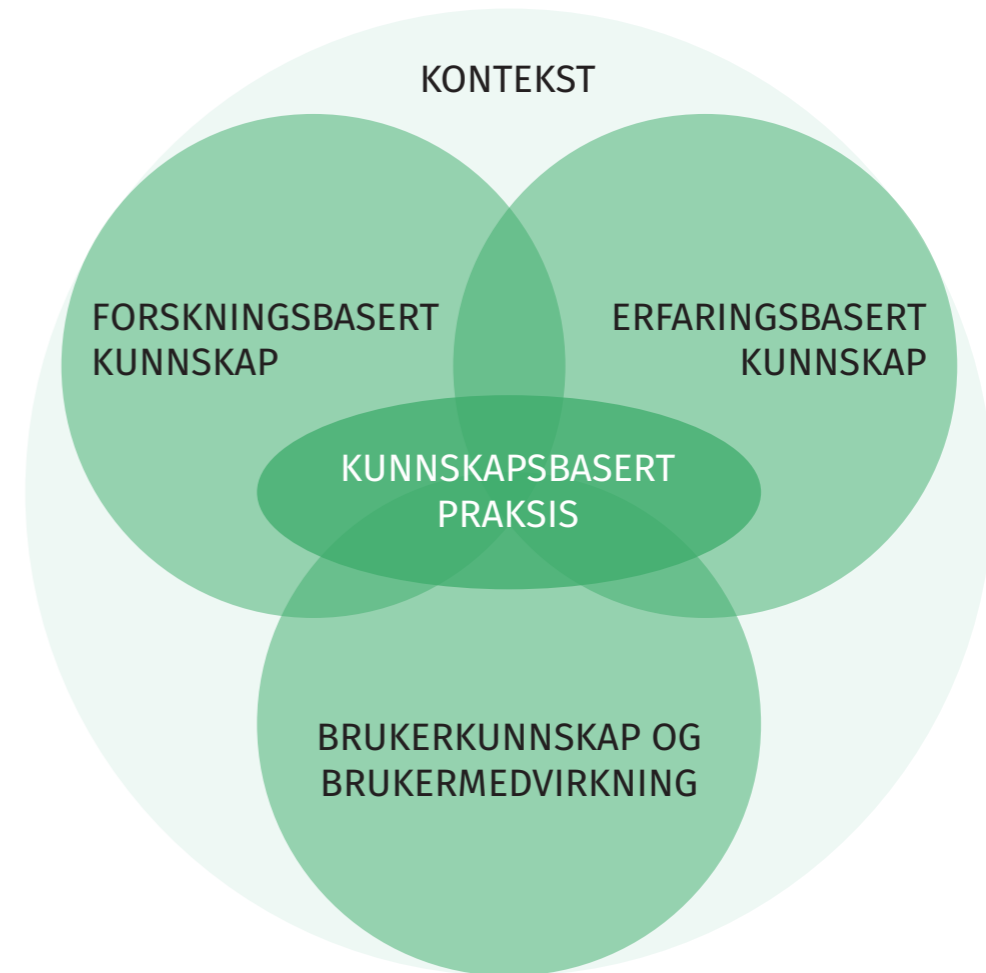 KONTEKST
FORSKNINGSBASERT
KUNNSKAP
ERFARINGSBASERT
KUNNSKAP
KUNNSKAPSBASERT
PRAKSIS
BRUKERKUNNSKAP OG
BRUKERMEDVIRKNING